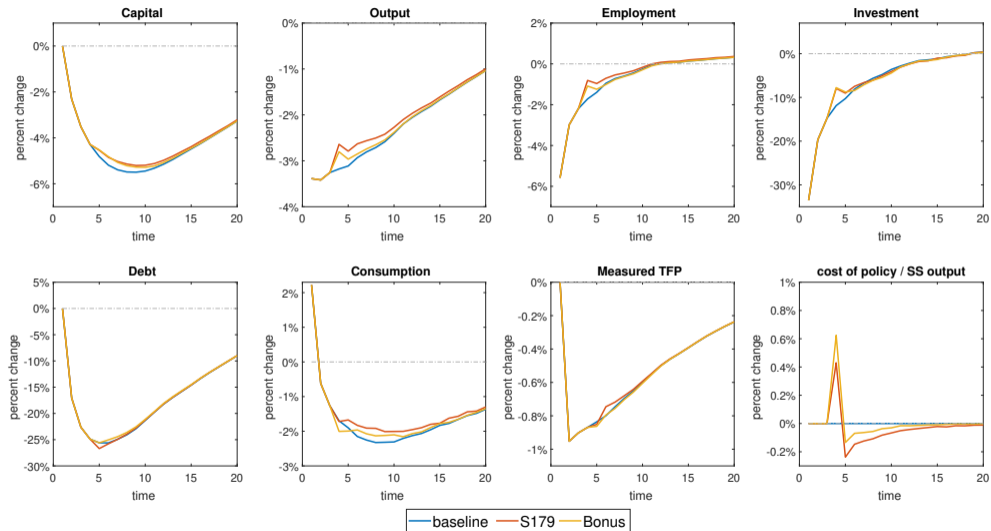 Capital
0%
-2%
-4%
-6%
percent change
0 5 10 15 20
time
Output
0%
-1%
-2%
-3%
-4%
percent change
0 5 10 15 20
time
Employment
2%
0%
-2%
-4%
-6%
percent change
0 5 10 15 20
time
Investment
0%
-10%
-20%
-30%
percent change
0 5 10 15 20
time
Debt
5%
0%
-5%
-10%
-15%
-20%
-25%
-30%
percent change
0 5 10 15 20
time
Consumption
2%
1%
0%
-1%
-2%
-3%
percent change
0 5 10 15 20
time
Measured TFP
0%
-0.2%
-0.4%
-0.6%
-0.8%
-1%
percent change
0 5 10 15 20
time
cost of policy / SS output
1%
0.8%
0.6%
0.4%
0.2%
0%
-0.2%
percent change
0 5 10 15 20
time
baseline S179 Bonus